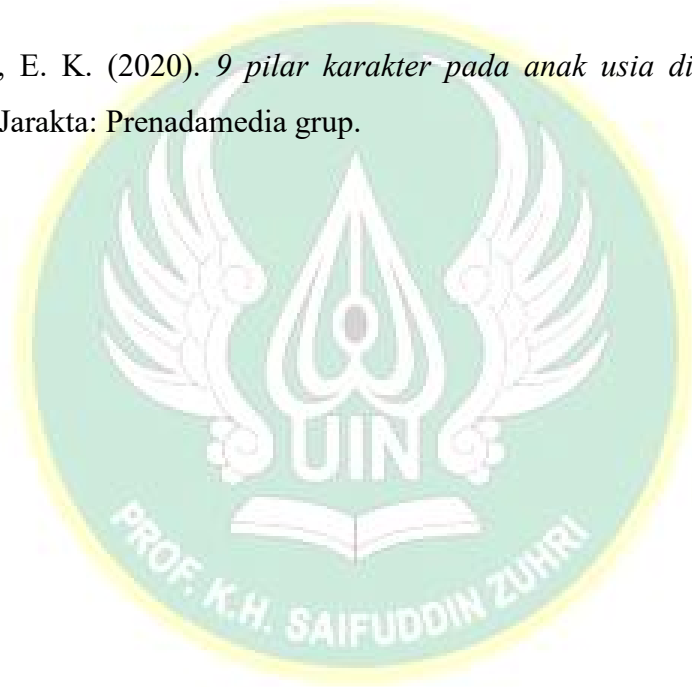 , E. K. (2020). 9 pilar karakter pada anak usia di
Jarakta: Prenadamedia grup.
UIN
PROF. K.H. SAIFUDDIN ZUHRI